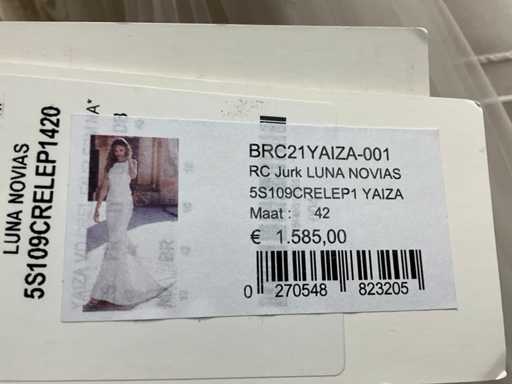 LUNA NOVIAS
5S109CRELEP1420
BRC21YAIZA-001
RC Jurk LUNA NOVIAS
5S109CRELEP1 YAIZA
Maat : 42
€ 1.585,00
0 270548 823205